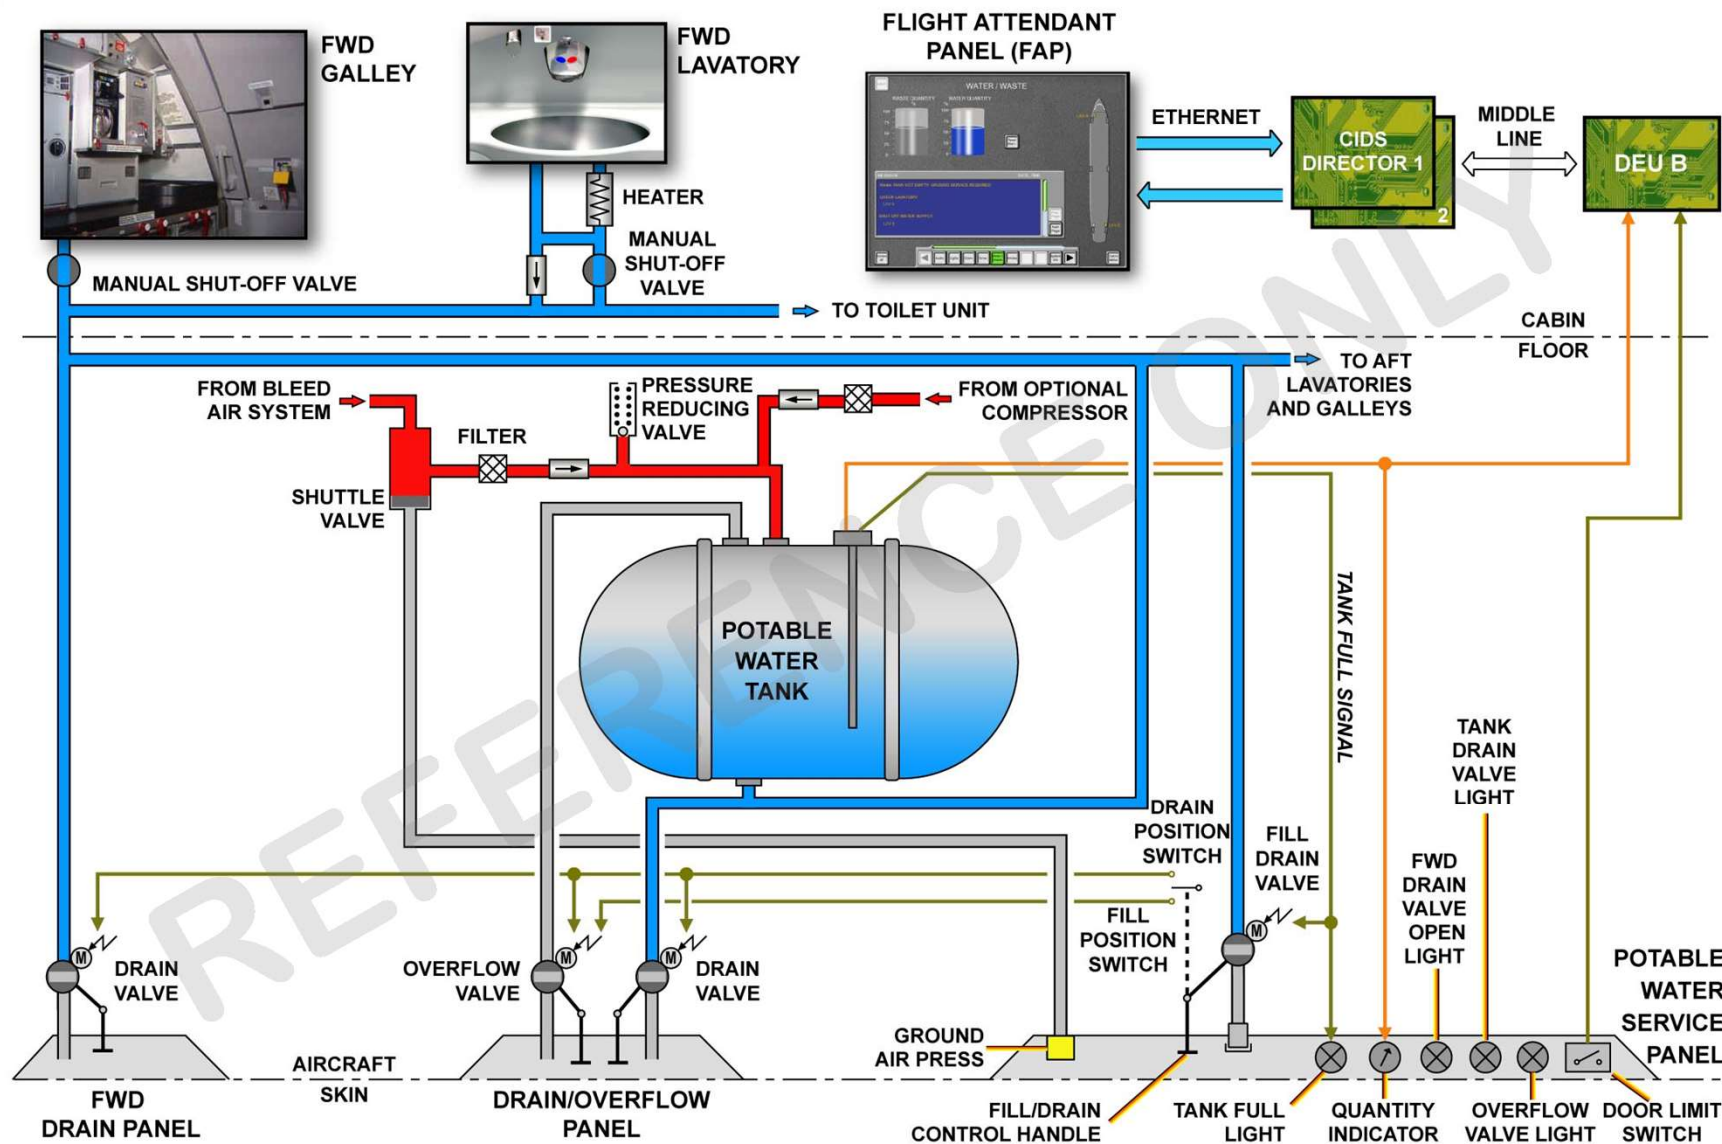 FWD
GALLEY
FWD
LAVATORY
FLIGHT ATTENDANT
PANEL (FAP)
WATER / WASTE
WASTE QUANTITY
WATER QUANTITY
ETHERNET
CIDS
DIRECTOR 1
2
MIDDLE
LINE
DEU B
HEATER
MANUAL
SHUT-OFF
VALVE
MANUAL SHUT-OFF VALVE
TO TOILET UNIT
CABIN
FLOOR
TO AFT
LAVATORIES
AND GALLEYS
FROM BLEED
AIR SYSTEM
PRESSURE
REDUCING
VALVE
FROM OPTIONAL
COMPRESSOR
FILTER
SHUTTLE
VALVE
POTABLE
WATER
TANK
TANK FULL SIGNAL
TANK
DRAIN
VALVE
LIGHT
DRAIN
POSITION
SWITCH
FILL
DRAIN
VALVE
FWD
DRAIN
VALVE
OPEN
LIGHT
FILL
POSITION
SWITCH
M
DRAIN
VALVE
OVERFLOW
VALVE
M
M
DRAIN
VALVE
M
POTABLE
WATER
SERVICE
PANEL
GROUND
AIR PRESS
AIRCRAFT
SKIN
FWD
DRAIN PANEL
DRAIN/OVERFLOW
PANEL
FILL/DRAIN
CONTROL HANDLE
TANK FULL
LIGHT
QUANTITY
INDICATOR
OVERFLOW
VALVE LIGHT
DOOR LIMIT
SWITCH
REFERENCE ONLY